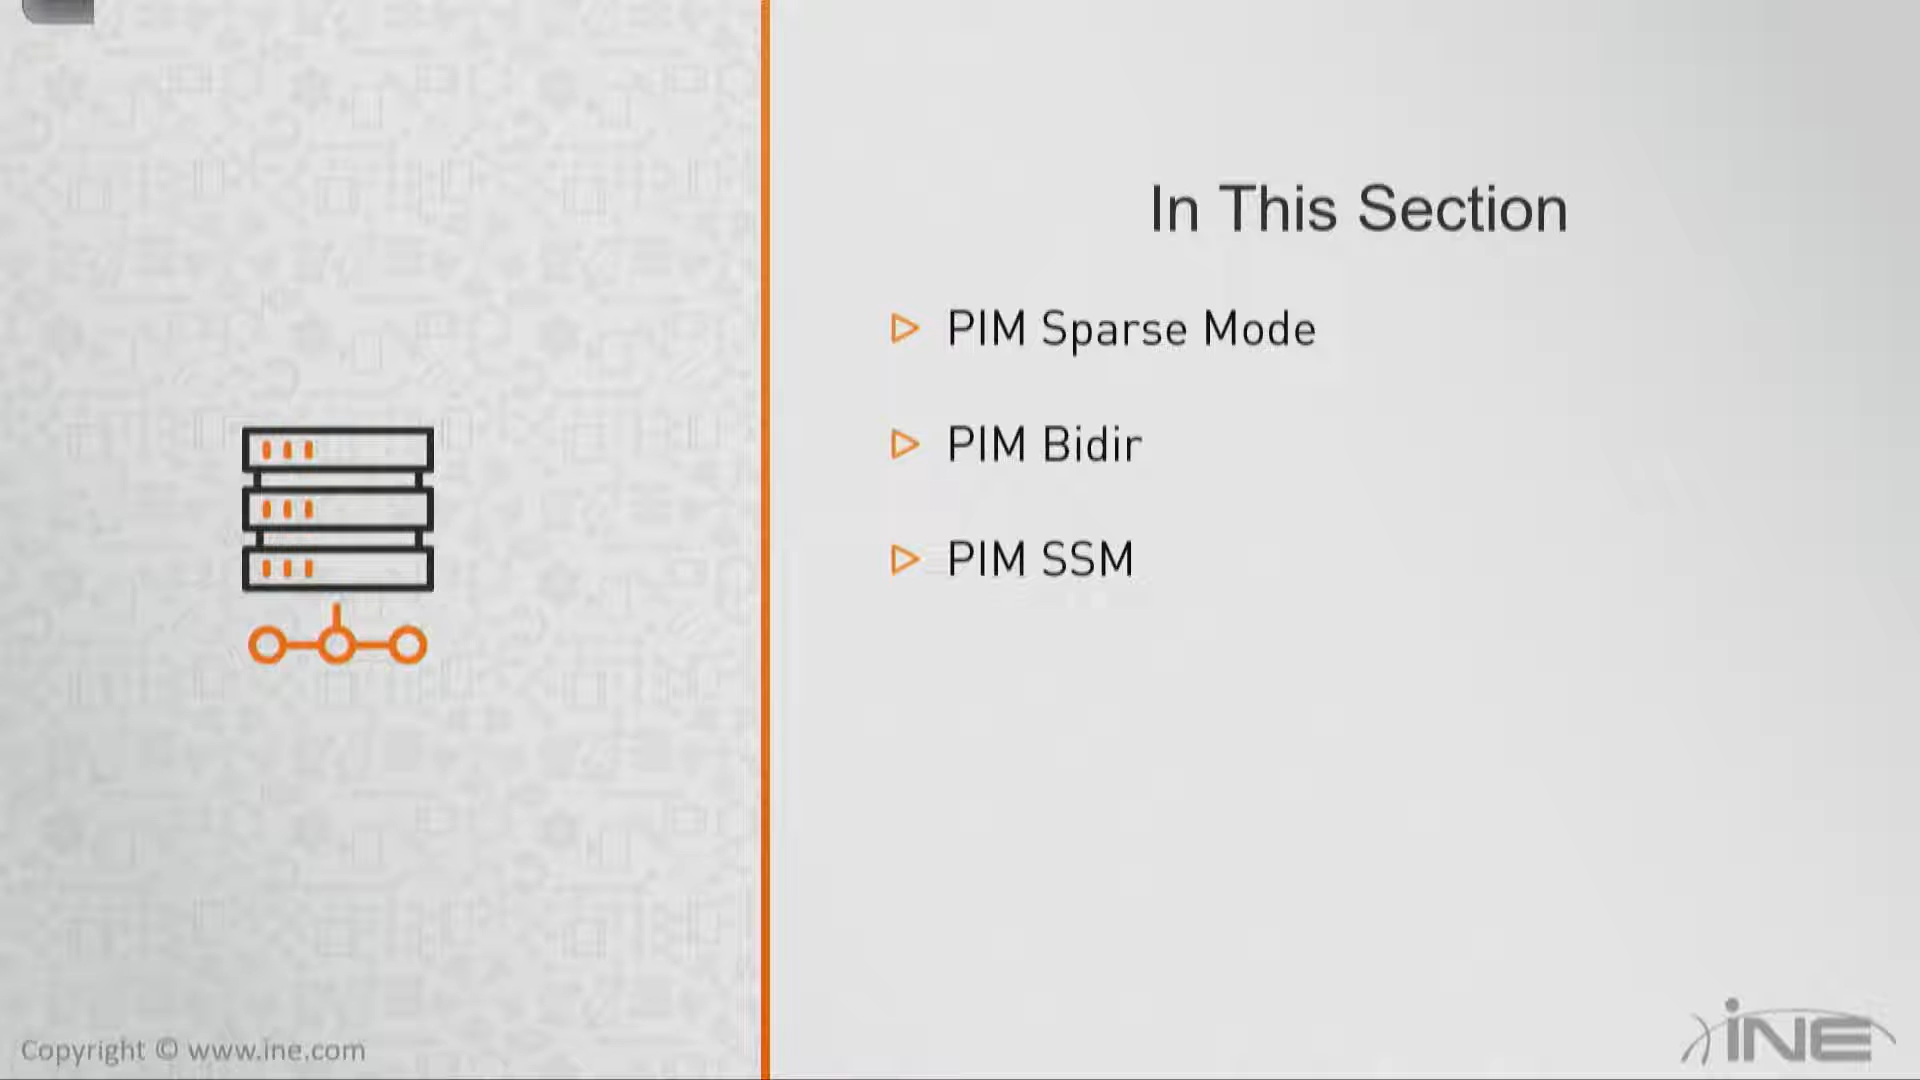 In This Section
PIM Sparse Mode
PIM Bidir
PIM SSM
Copyright © www.ine.com
iNE